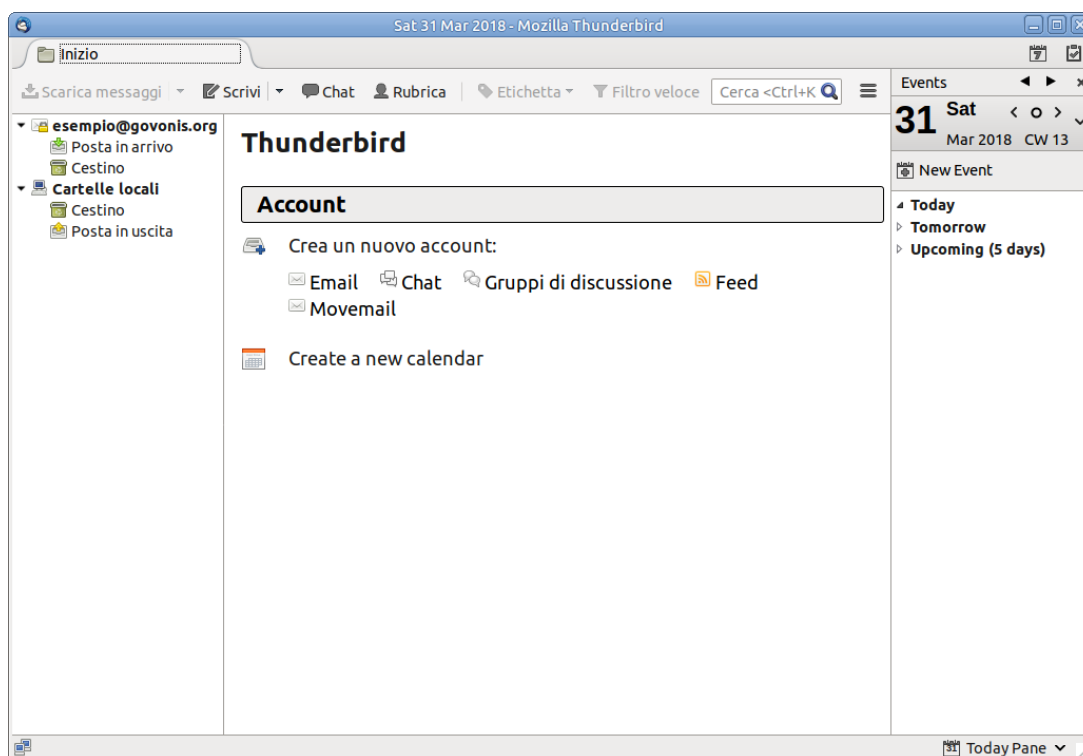 Sat 31 Mar 2018 - Mozilla Thunderbird
Inizio
7
Scarica messaggi Scrivi Chat Rubrica Etichetta Filtro veloce Cerca <Ctrl+K
esempio@govonis.org
Posta in arrivo
Cestino
Cartelle locali
Cestino
Posta in uscita
Thunderbird
Account
Crea un nuovo account:
Email Chat Gruppi di discussione Feed
Movemail
Create a new calendar
Events
31 Sat
Mar 2018 CW 13
New Event
Today
Tomorrow
Upcoming (5 days)
31 Today Pane